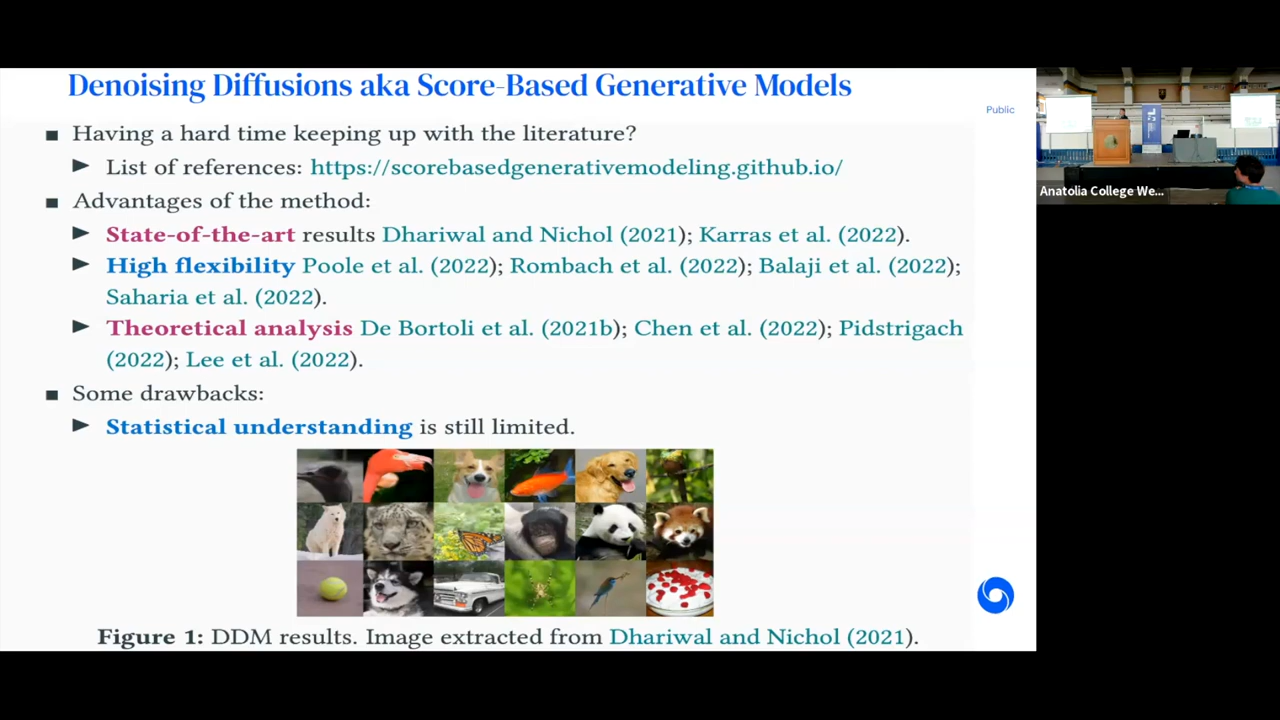 Denoising Diffusions aka Score-Based Generative Models
Public
■ Having a hard time keeping up with the literature?
► List of references: https://scorebasedgenerativemodeling.github.io/
■ Advantages of the method:
► State-of-the-art results Dhariwal and Nichol (2021); Karras et al. (2022).
► High flexibility Poole et al. (2022); Rombach et al. (2022); Balaji et al. (2022);
Saharia et al. (2022).
► Theoretical analysis De Bortoli et al. (2021b); Chen et al. (2022); Pidstrigach
(2022); Lee et al. (2022).
■ Some drawbacks:
► Statistical understanding is still limited.
Figure 1: DDM results. Image extracted from Dhariwal and Nichol (2021).
Anatolia College We...